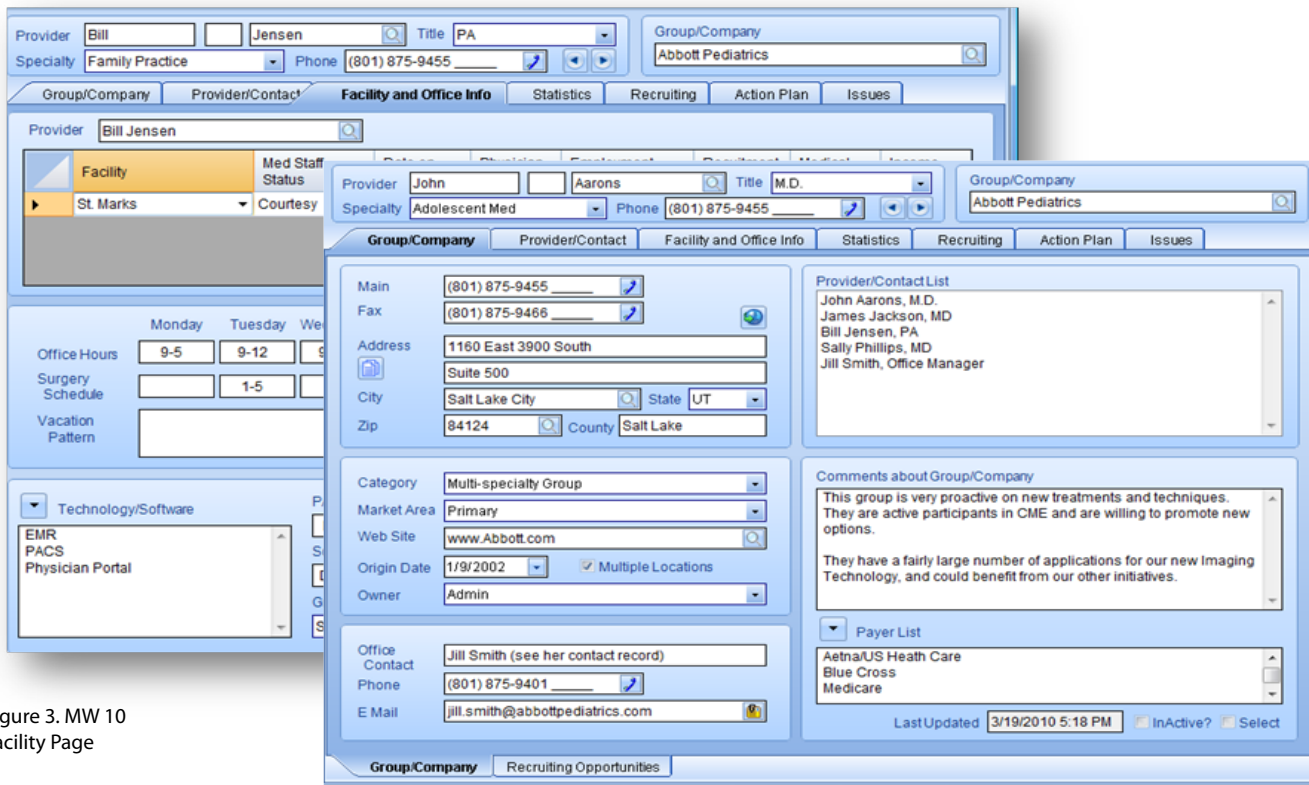 Provider Bill Jensen Title PA
Specialty Family Practice Phone (801) 875-9455 _____
Group/Company
Abbott Pediatrics
Group/Company Provider/Contact Facility and Office Info Statistics Recruiting Action Plan Issues
Provider Bill Jensen
Facility Med Staff Status
St. Marks Courtesy
Monday Tuesday
Office Hours 9-5 9-12
Surgery Schedule 1-5
Vacation Pattern
Technology/Software
EMR
PACS
Physician Portal
Provider John Aarons Title M.D.
Specialty Adolescent Med Phone (801) 875-9455 _____
Group/Company
Abbott Pediatrics
Group/Company Provider/Contact Facility and Office Info Statistics Recruiting Action Plan Issues
Main (801) 875-9455 _____
Fax (801) 875-9466 _____
Address 1160 East 3900 South
Suite 500
City Salt Lake City State UT
Zip 84124 County Salt Lake
Provider/Contact List
John Aarons, M.D.
James Jackson, MD
Bill Jensen, PA
Sally Phillips, MD
Jill Smith, Office Manager
Category Multi-specialty Group
Market Area Primary
Web Site www.Abbott.com
Origin Date 1/9/2002 Multiple Locations
Owner Admin
Comments about Group/Company
This group is very proactive on new treatments and techniques.
They are active participants in CME and are willing to promote new
options.
They have a fairly large number of applications for our new Imaging
Technology, and could benefit from our other initiatives.
Payer List
Aetna/US Heath Care
Blue Cross
Medicare
Office Contact Jill Smith (see her contact record)
Phone (801) 875-9401 _____
E Mail jill.smith@abbottpediatrics.com
Last Updated 3/19/2010 5:18 PM InActive? Select
Group/Company Recruiting Opportunities
gure 3. MW 10
acility Page